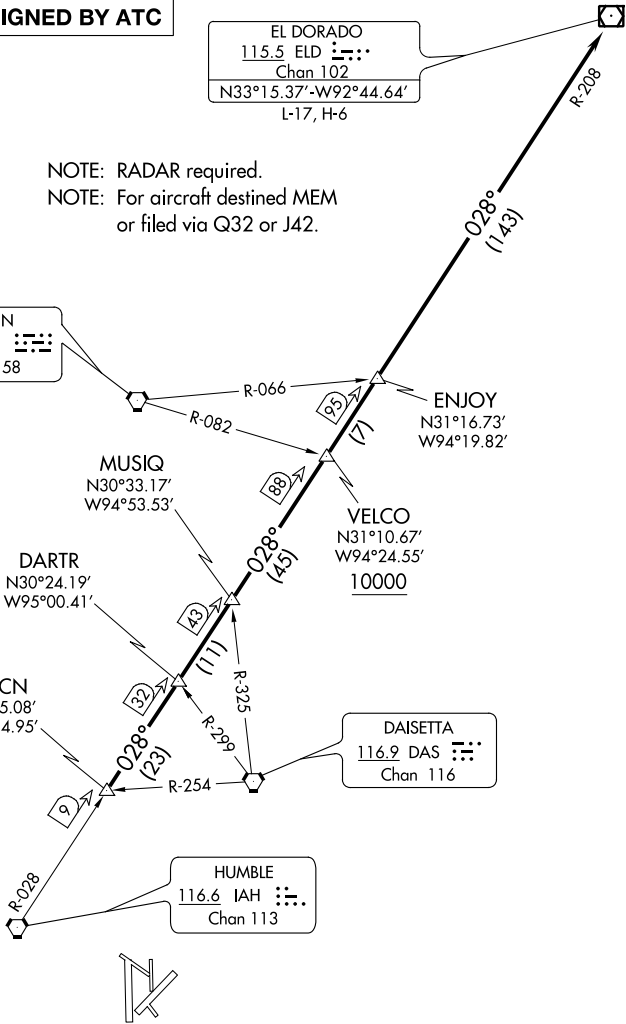 IGNED BY ATC
EL DORADO
115.5 ELD
Chan 102
N33°15.37'-W92°44.64'
L-17, H-6
R-208
NOTE: RADAR required.
NOTE: For aircraft destined MEM
or filed via Q32 or J42.
028°
(143)
N
58
R-066
R-082
95
(7)
ENJOY
N31°16.73'
W94°19.82'
88
VELCO
N31°10.67'
W94°24.55'
10000
MUSIQ
N30°33.17'
W94°53.53'
028°
(45)
DARTR
N30°24.19'
W95°00.41'
43
(11)
R-325
32
R-299
CN
5.08'
4.95'
028°
(23)
R-254
DAISETTA
116.9 DAS
Chan 116
9
R-028
HUMBLE
116.6 IAH
Chan 113